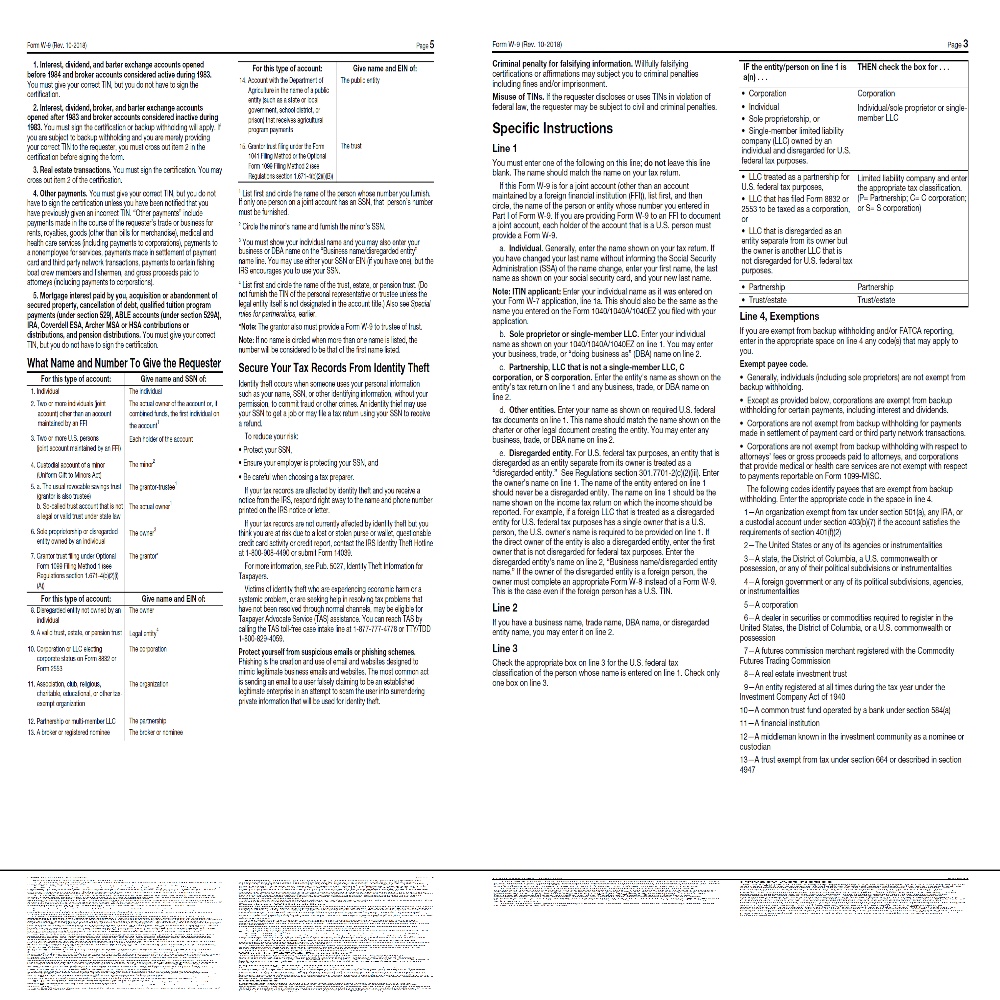 Form W-9 (Rev. 10-2018)
Page 5
1. Interest, dividend, and barter exchange accounts opened
before 1984 and broker accounts considered active during 1983.
You must give your correct TIN, but you do not have to sign the
certification.
2. Interest, dividend, broker, and barter exchange accounts
opened after 1983 and broker accounts considered inactive during
1983. You must sign the certification or backup withholding will apply. If
you are subject to backup withholding and you are merely providing
your correct TIN to the requester, you must cross out item 2 in the
certification before signing the form.
3. Real estate transactions. You must sign the certification. You may
cross out item 2 of the certification.
4. Other payments. You must give your correct TIN, but you do not
have to sign the certification unless you have been notified that you
have previously given an incorrect TIN. "Other payments" include
payments made in the course of the requester's trade or business for
rents, royalties, goods (other than bills for merchandise), medical and
health care services (including payments to corporations), payments to
a nonemployee for services, payments made in settlement of payment
card and third party network transactions, payments to certain fishing
boat crew members and fishermen, and gross proceeds paid to
attorneys (including payments to corporations).
5. Mortgage interest paid by you, acquisition or abandonment of
secured property, cancellation of debt, qualified tuition program
payments (under section 529), ABLE accounts (under section 529A),
IRA, Coverdell ESA, Archer MSA or HSA contributions or
distributions, and pension distributions. You must give your correct
TIN, but you do not have to sign the certification.
What Name and Number To Give the Requester
For this type of account: Give name and SSN of:
1. Individual The individual
2. Two or more individuals (joint The actual owner of the account or, if
account) other than an account combined funds, the first individual on
maintained by an FFI the account1
3. Two or more U.S. persons Each holder of the account
(joint account maintained by an FFI)
4. Custodial account of a minor The minor2
(Uniform Gift to Minors Act)
5. a. The usual revocable savings trust The grantor-trustee1
(grantor is also trustee)
b. So-called trust account that is not The actual owner1
a legal or valid trust under state law
6. Sole proprietorship or disregarded The owner3
entity owned by an individual
7. Grantor trust filing under Optional The grantor*
Form 1099 Filing Method 1 (see
Regulations section 1.671-4(b)(2)(i)
(A))
For this type of account: Give name and EIN of:
8. Disregarded entity not owned by an The owner
individual
9. A valid trust, estate, or pension trust Legal entity4
10. Corporation or LLC electing The corporation
corporate status on Form 8832 or
Form 2553
11. Association, club, religious, The organization
charitable, educational, or other tax-
exempt organization
12. Partnership or multi-member LLC The partnership
13. A broker or registered nominee The broker or nominee
For this type of account: Give name and EIN of:
14. Account with the Department of The public entity
Agriculture in the name of a public
entity (such as a state or local
government, school district, or
prison) that receives agricultural
program payments
15. Grantor trust filing under the Form The trust
1041 Filing Method or the Optional
Form 1099 Filing Method 2 (see
Regulations section 1.671-4(b)(2)(i)(B))
1 List first and circle the name of the person whose number you furnish.
If only one person on a joint account has an SSN, that person's number
must be furnished.
2 Circle the minor's name and furnish the minor's SSN.
3 You must show your individual name and you may also enter your
business or DBA name on the "Business name/disregarded entity"
name line. You may use either your SSN or EIN (if you have one), but the
IRS encourages you to use your SSN.
4 List first and circle the name of the trust, estate, or pension trust. (Do
not furnish the TIN of the personal representative or trustee unless the
legal entity itself is not designated in the account title.) Also see Special
rules for partnerships, earlier.
*Note: The grantor also must provide a Form W-9 to trustee of trust.
Note: If no name is circled when more than one name is listed, the
number will be considered to be that of the first name listed.
Secure Your Tax Records From Identity Theft
Identity theft occurs when someone uses your personal information
such as your name, SSN, or other identifying information, without your
permission, to commit fraud or other crimes. An identity thief may use
your SSN to get a job or may file a tax return using your SSN to receive
a refund.
To reduce your risk:
• Protect your SSN,
• Ensure your employer is protecting your SSN, and
• Be careful when choosing a tax preparer.
If your tax records are affected by identity theft and you receive a
notice from the IRS, respond right away to the name and phone number
printed on the IRS notice or letter.
If your tax records are not currently affected by identity theft but you
think you are at risk due to a lost or stolen purse or wallet, questionable
credit card activity or credit report, contact the IRS Identity Theft Hotline
at 1-800-908-4490 or submit Form 14039.
For more information, see Pub. 5027, Identity Theft Information for
Taxpayers.
Victims of identity theft who are experiencing economic harm or a
systemic problem, or are seeking help in resolving tax problems that
have not been resolved through normal channels, may be eligible for
Taxpayer Advocate Service (TAS) assistance. You can reach TAS by
calling the TAS toll-free case intake line at 1-877-777-4778 or TTY/TDD
1-800-829-4059.
Protect yourself from suspicious emails or phishing schemes.
Phishing is the creation and use of email and websites designed to
mimic legitimate business emails and websites. The most common act
is sending an email to a user falsely claiming to be an established
legitimate enterprise in an attempt to scam the user into surrendering
private information that will be used for identity theft.
Form W-9 (Rev. 10-2018)
Page 3
Criminal penalty for falsifying information. Willfully falsifying
certifications or affirmations may subject you to criminal penalties
including fines and/or imprisonment.
Misuse of TINs. If the requester discloses or uses TINs in violation of
federal law, the requester may be subject to civil and criminal penalties.
Specific Instructions
Line 1
You must enter one of the following on this line; do not leave this line
blank. The name should match the name on your tax return.
If this Form W-9 is for a joint account (other than an account
maintained by a foreign financial institution (FFI)), list first, and then
circle, the name of the person or entity whose number you entered in
Part I of Form W-9. If you are providing Form W-9 to an FFI to document
a joint account, each holder of the account that is a U.S. person must
provide a Form W-9.
a. Individual. Generally, enter the name shown on your tax return. If
you have changed your last name without informing the Social Security
Administration (SSA) of the name change, enter your first name, the last
name as shown on your social security card, and your new last name.
Note: ITIN applicant: Enter your individual name as it was entered on
your Form W-7 application, line 1a. This should also be the same as the
name you entered on the Form 1040/1040A/1040EZ you filed with your
application.
b. Sole proprietor or single-member LLC. Enter your individual
name as shown on your 1040/1040A/1040EZ on line 1. You may enter
your business, trade, or "doing business as" (DBA) name on line 2.
c. Partnership, LLC that is not a single-member LLC, C
corporation, or S corporation. Enter the entity's name as shown on the
entity's tax return on line 1 and any business, trade, or DBA name on
line 2.
d. Other entities. Enter your name as shown on required U.S. federal
tax documents on line 1. This name should match the name shown on the
charter or other legal document creating the entity. You may enter any
business, trade, or DBA name on line 2.
e. Disregarded entity. For U.S. federal tax purposes, an entity that is
disregarded as an entity separate from its owner is treated as a
"disregarded entity." See Regulations section 301.7701-2(c)(2)(iii). Enter
the owner's name on line 1. The name of the entity entered on line 1
should never be a disregarded entity. The name on line 1 should be the
name shown on the income tax return on which the income should be
reported. For example, if a foreign LLC that is treated as a disregarded
entity for U.S. federal tax purposes has a single owner that is a U.S.
person, the U.S. owner's name is required to be provided on line 1. If
the direct owner of the entity is also a disregarded entity, enter the first
owner that is not disregarded for federal tax purposes. Enter the
disregarded entity's name on line 2, "Business name/disregarded entity
name." If the owner of the disregarded entity is a foreign person, the
owner must complete an appropriate Form W-8 instead of a Form W-9.
This is the case even if the foreign person has a U.S. TIN.
Line 2
If you have a business name, trade name, DBA name, or disregarded
entity name, you may enter it on line 2.
Line 3
Check the appropriate box on line 3 for the U.S. federal tax
classification of the person whose name is entered on line 1. Check only
one box on line 3.
IF the entity/person on line 1 is THEN check the box for . . .
a(n) . . .
• Corporation Corporation
• Individual Individual/sole proprietor or single-
• Sole proprietorship, or member LLC
• Single-member limited liability
company (LLC) owned by an
individual and disregarded for U.S.
federal tax purposes.
• LLC treated as a partnership for Limited liability company and enter
U.S. federal tax purposes, the appropriate tax classification.
• LLC that has filed Form 8832 or (P= Partnership; C= C corporation;
2553 to be taxed as a corporation, or S= S corporation)
or
• LLC that is disregarded as an
entity separate from its owner but
the owner is another LLC that is
not disregarded for U.S. federal tax
purposes.
• Partnership Partnership
• Trust/estate Trust/estate
Line 4, Exemptions
If you are exempt from backup withholding and/or FATCA reporting,
enter in the appropriate space on line 4 any code(s) that may apply to
you.
Exempt payee code.
• Generally, individuals (including sole proprietors) are not exempt from
backup withholding.
• Except as provided below, corporations are exempt from backup
withholding for certain payments, including interest and dividends.
• Corporations are not exempt from backup withholding for payments
made in settlement of payment card or third party network transactions.
• Corporations are not exempt from backup withholding with respect to
attorneys' fees or gross proceeds paid to attorneys, and corporations
that provide medical or health care services are not exempt with respect
to payments reportable on Form 1099-MISC.
The following codes identify payees that are exempt from backup
withholding. Enter the appropriate code in the space in line 4.
1—An organization exempt from tax under section 501(a), any IRA, or
a custodial account under section 403(b)(7) if the account satisfies the
requirements of section 401(f)(2)
2—The United States or any of its agencies or instrumentalities
3—A state, the District of Columbia, a U.S. commonwealth or
possession, or any of their political subdivisions or instrumentalities
4—A foreign government or any of its political subdivisions, agencies,
or instrumentalities
5—A corporation
6—A dealer in securities or commodities required to register in the
United States, the District of Columbia, or a U.S. commonwealth or
possession
7—A futures commission merchant registered with the Commodity
Futures Trading Commission
8—A real estate investment trust
9—An entity registered at all times during the tax year under the
Investment Company Act of 1940
10—A common trust fund operated by a bank under section 584(a)
11—A financial institution
12—A middleman known in the investment community as a nominee or
custodian
13—A trust exempt from tax under section 664 or described in section
4947